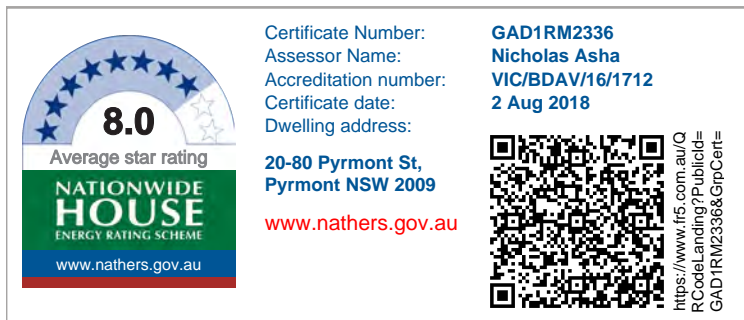 8.0
Average star rating
NATIONWIDE
HOUSE
ENERGY RATING SCHEME
www.nathers.gov.au
Certificate Number: GAD1RM2336
Assessor Name: Nicholas Asha
Accreditation number: VIC/BDAV/16/1712
Certificate date: 2 Aug 2018
Dwelling address:
20-80 Pyrmont St,
Pyrmont NSW 2009
www.nathers.gov.au
https://www.fr5.com.au/Q
RCodeLanding?PublicId=
GAD1RM2336&GrpCert=